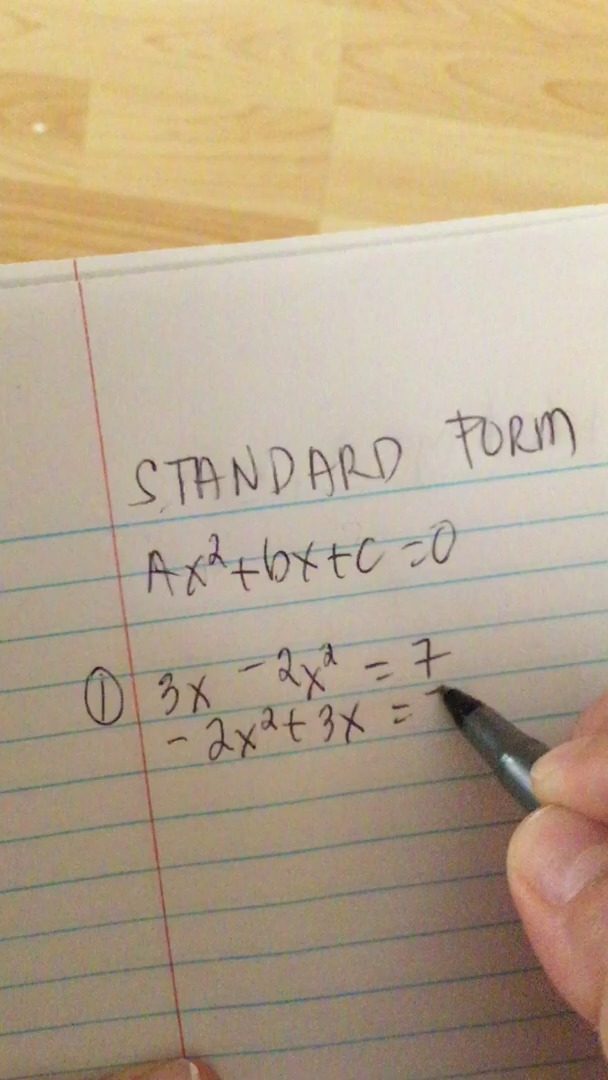 STANDARD FORM
Ax²+bx+c=0
① 3x - 2x² = 7
- 2x²+ 3x =